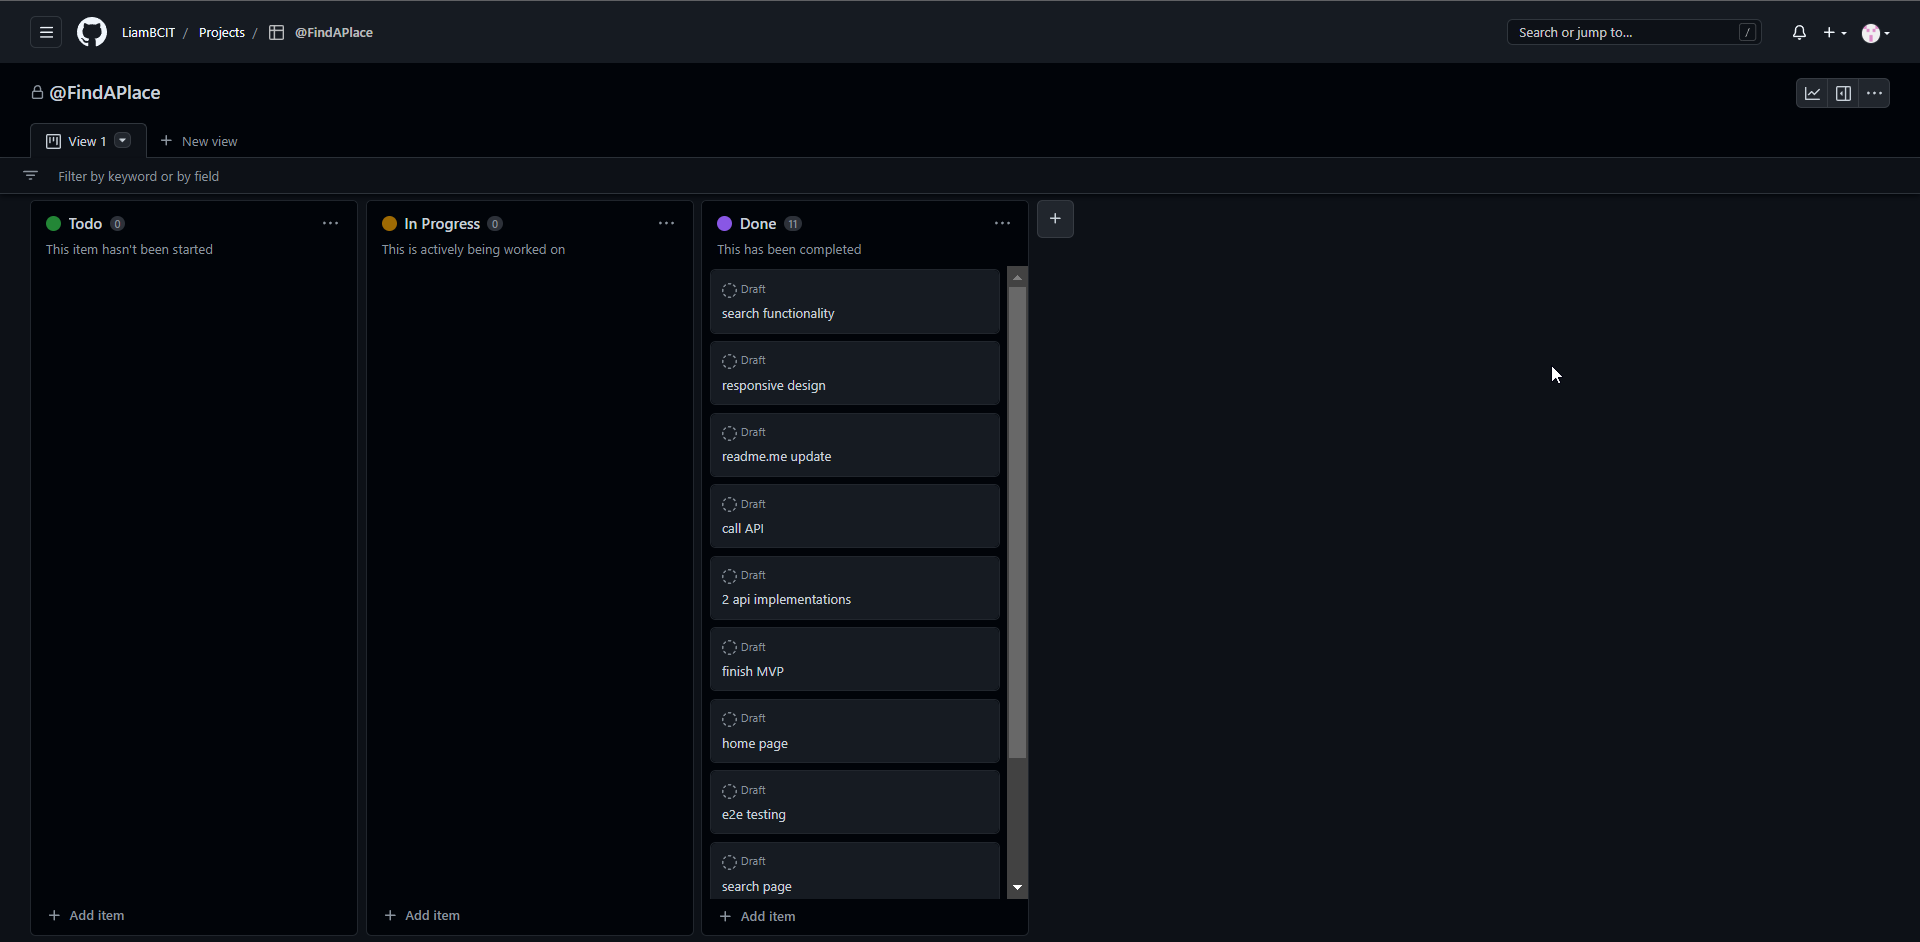 LiamBCIT / Projects / @FindAPlace
Search or jump to... /
@FindAPlace
View 1
New view
Filter by keyword or by field
Todo 0
This item hasn't been started
Add item
In Progress 0
This is actively being worked on
Add item
Done 11
This has been completed
Draft
search functionality
Draft
responsive design
Draft
readme.me update
Draft
call API
Draft
2 api implementations
Draft
finish MVP
Draft
home page
Draft
e2e testing
Draft
search page
Add item